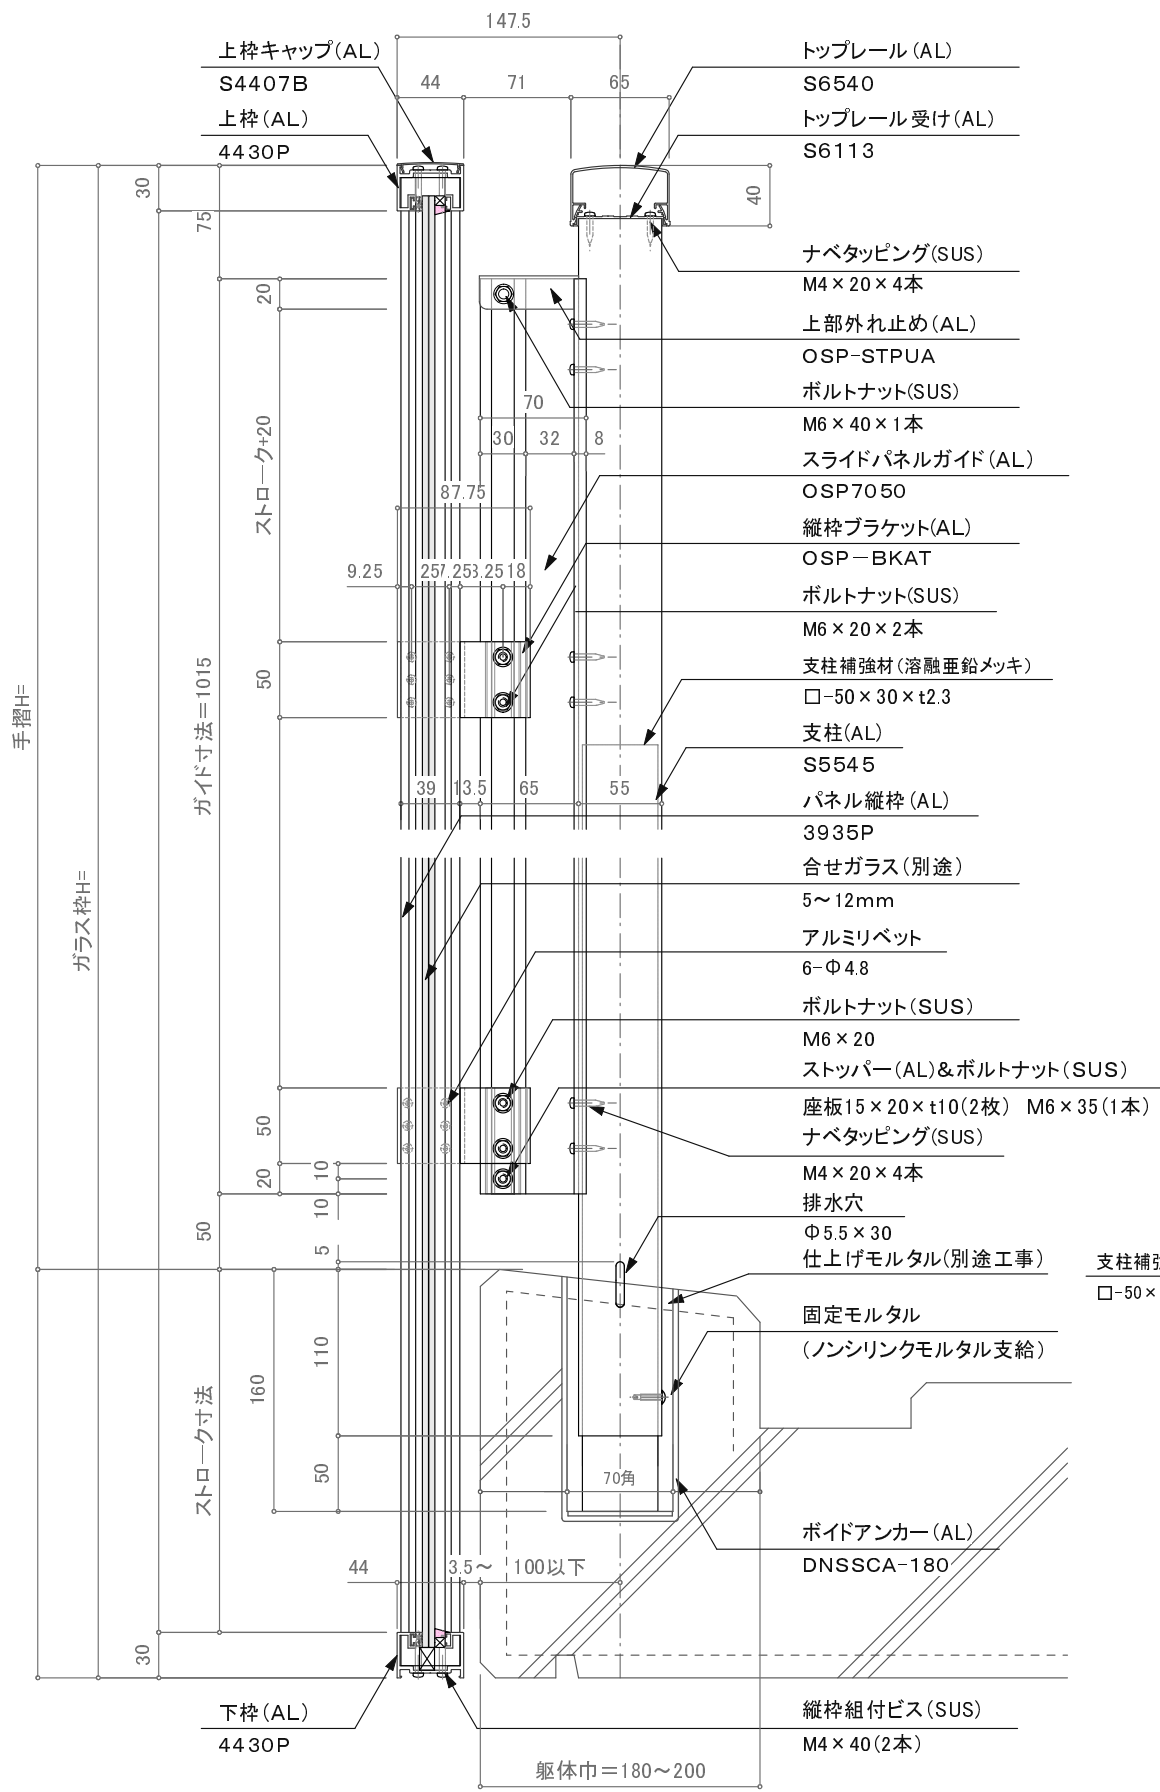 147.5
上枠キャップ(AL)
S4407B
トップレール(AL)
S6540
44
71
65
上枠(AL)
4430P
トップレール受け(AL)
S6113
30
75
40
20
ナベタッピング(SUS)
M4×20×4本
上部外れ止め(AL)
OSP-STPUA
ボルトナット(SUS)
M6×40×1本
70
30
32
8
ストローク+20
スライドパネルガイド(AL)
OSP7050
87.75
縦枠ブラケット(AL)
OSP-BKAT
9.25
25
7.25
3.25
18
ボルトナット(SUS)
M6×20×2本
50
支柱補強材(溶融亜鉛メッキ)
□-50×30×t2.3
手摺H=
ガイド寸法=1015
支柱(AL)
S5545
39
13.5
65
55
パネル縦枠(AL)
3935P
ガラス枠H=
合せガラス(別途)
5~12mm
アルミリベット
6-Φ4.8
ボルトナット(SUS)
M6×20
ストッパー(AL)&ボルトナット(SUS)
座板15×20×t10(2枚) M6×35(1本)
50
ナベタッピング(SUS)
M4×20×4本
20
10
10
排水穴
Φ5.5×30
50
5
仕上げモルタル(別途工事)
支柱補強
□-50×
固定モルタル
(ノンシリンクモルタル支給)
110
160
ストローク寸法
50
70角
ボイドアンカー(AL)
DNSSCA-180
44
3.5~
100以下
30
下枠(AL)
4430P
縦枠組付ビス(SUS)
M4×40(2本)
躯体巾=180~200